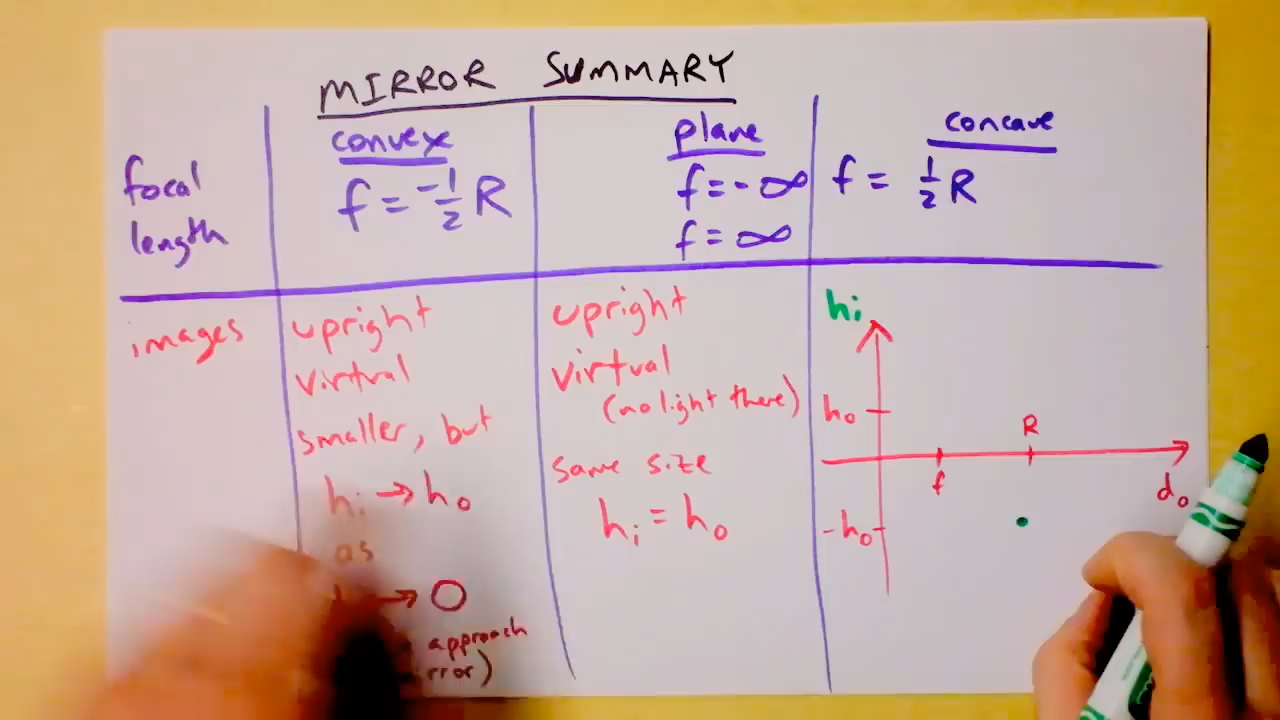 MIRROR SUMMARY
convex
plane
concave
focal
length
f = -1/2 R
f = -∞
f = ∞
f = 1/2 R
images
upright
virtual
smaller, but
hi → ho
as
→ 0
approach
upright
virtual
(no light there)
same size
hi = ho
hi
ho
R
f
do
-ho